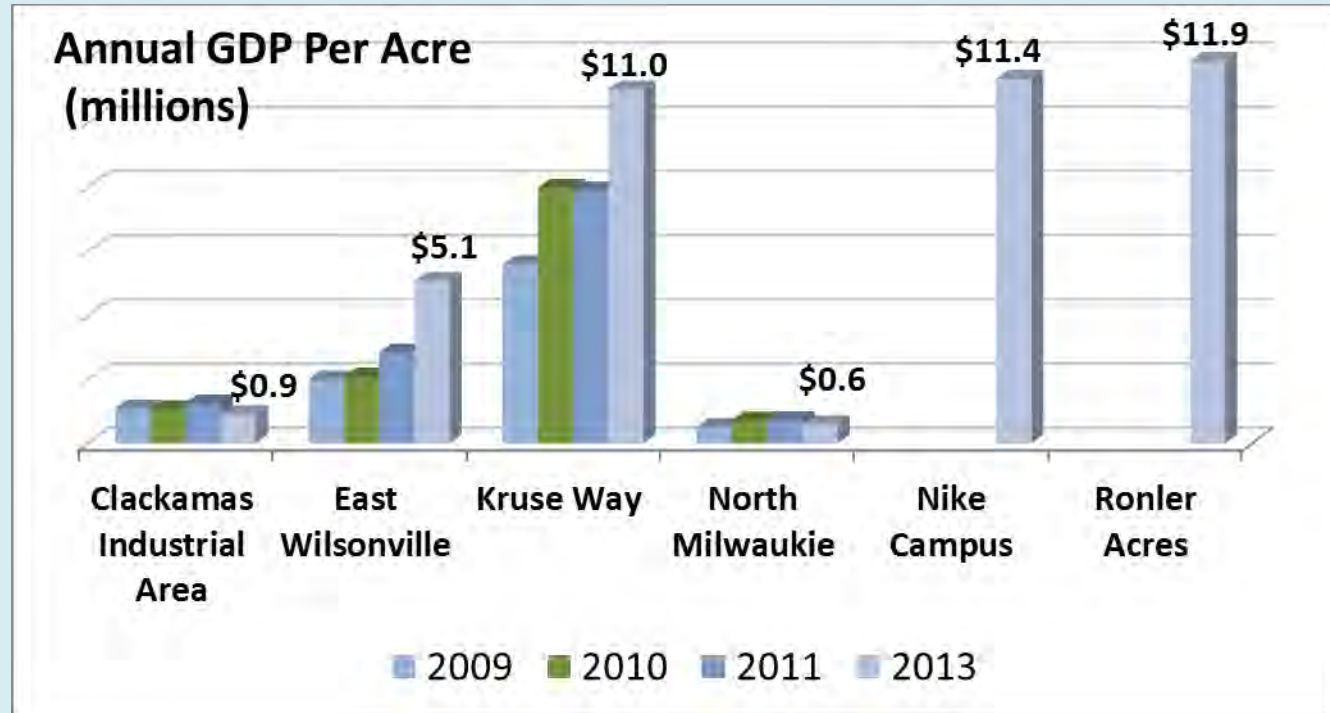 Annual GDP Per Acre
(millions)
$0.9
$5.1
$11.0
$0.6
$11.4
$11.9
Clackamas
Industrial
Area
East
Wilsonville
Kruse Way
North
Milwaukie
Nike
Campus
Ronler
Acres
2009 2010 2011 2013